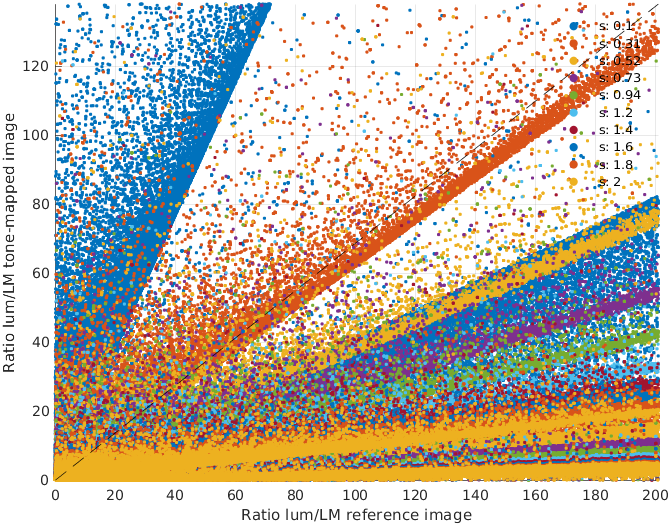 Ratio lum/LM tone-mapped image
120
100
80
60
40
20
0
s: 0.1
s: 0.31
s: 0.52
s: 0.73
s: 0.94
s: 1.2
s: 1.4
s: 1.6
s: 1.8
s: 2
0 20 40 60 80 100 120 140 160 180 200
Ratio lum/LM reference image